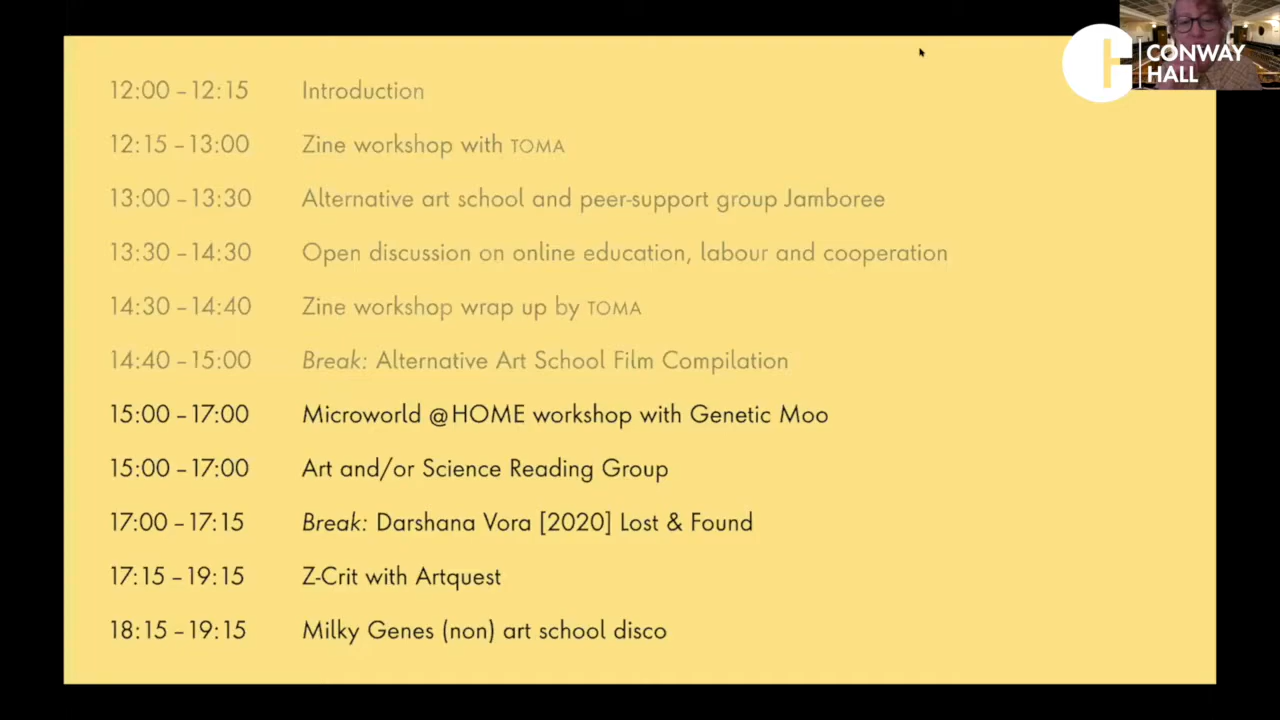 12:00 – 12:15 Introduction
12:15 – 13:00 Zine workshop with TOMA
13:00 – 13:30 Alternative art school and peer-support group Jamboree
13:30 – 14:30 Open discussion on online education, labour and cooperation
14:30 – 14:40 Zine workshop wrap up by TOMA
14:40 – 15:00 Break: Alternative Art School Film Compilation
15:00 – 17:00 Microworld @HOME workshop with Genetic Moo
15:00 – 17:00 Art and/or Science Reading Group
17:00 – 17:15 Break: Darshana Vora [2020] Lost & Found
17:15 – 19:15 Z-Crit with Artquest
18:15 – 19:15 Milky Genes (non) art school disco
CONWAY
HALL